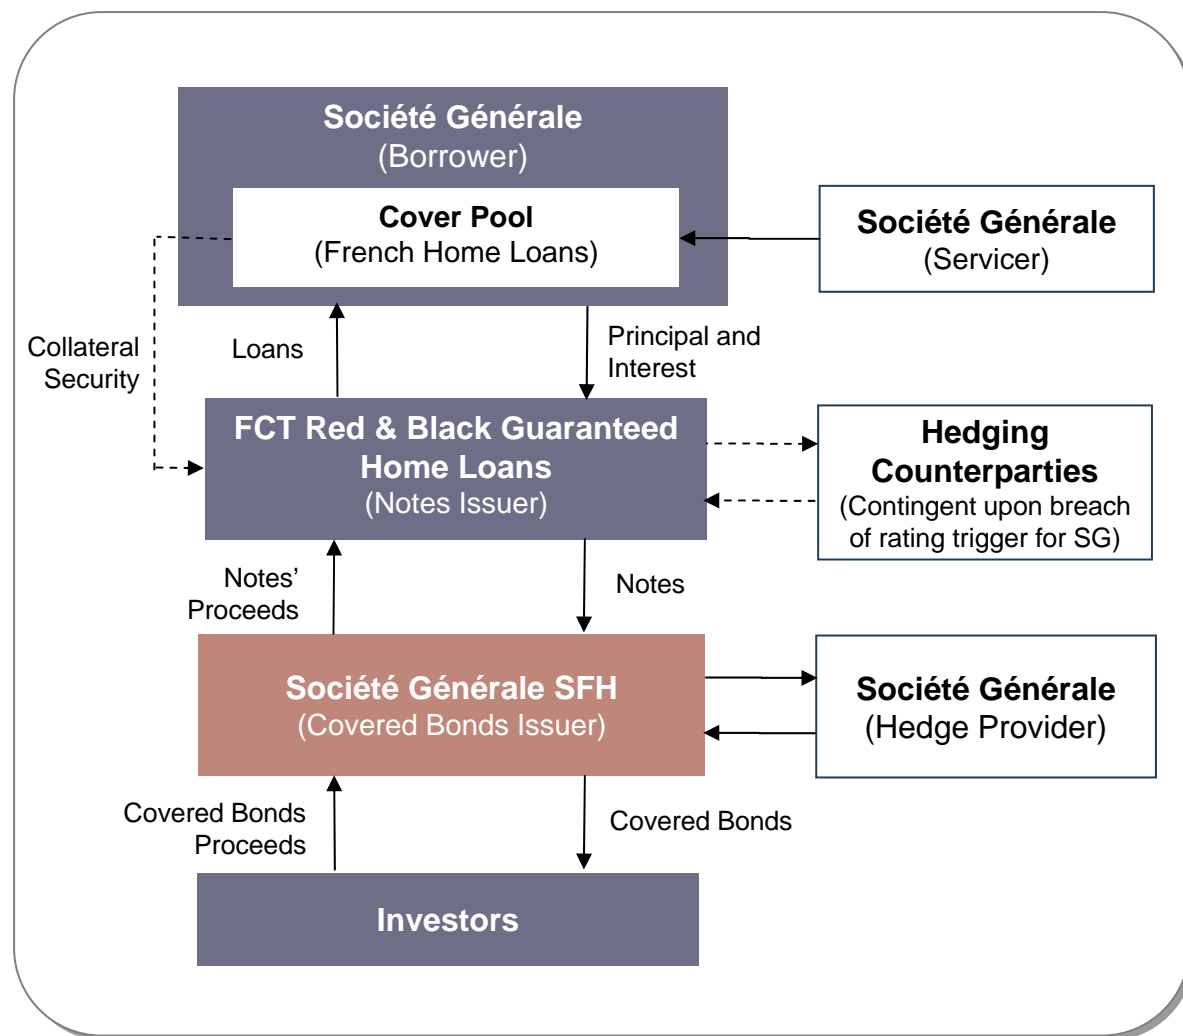 Société Générale
(Borrower)
Cover Pool
(French Home Loans)
Société Générale
(Servicer)
Collateral
Security
Loans
Principal and
Interest
FCT Red & Black Guaranteed
Home Loans
(Notes Issuer)
Hedging
Counterparties
(Contingent upon breach
of rating trigger for SG)
Notes’
Proceeds
Notes
Société Générale SFH
(Covered Bonds Issuer)
Société Générale
(Hedge Provider)
Covered Bonds
Proceeds
Covered Bonds
Investors